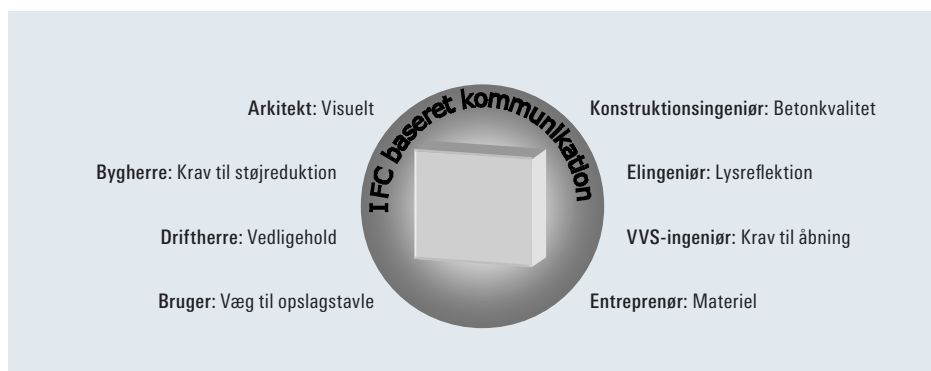 IFC baseret kommunikation
Arkitekt: Visuelt
Bygherre: Krav til støjreduktion
Driftherre: Vedligehold
Bruger: Væg til opslagstavle
Konstruktionsingeniør: Betonkvalitet
Elingeniør: Lysreflektion
VVS-ingeniør: Krav til åbning
Entreprenør: Materiel